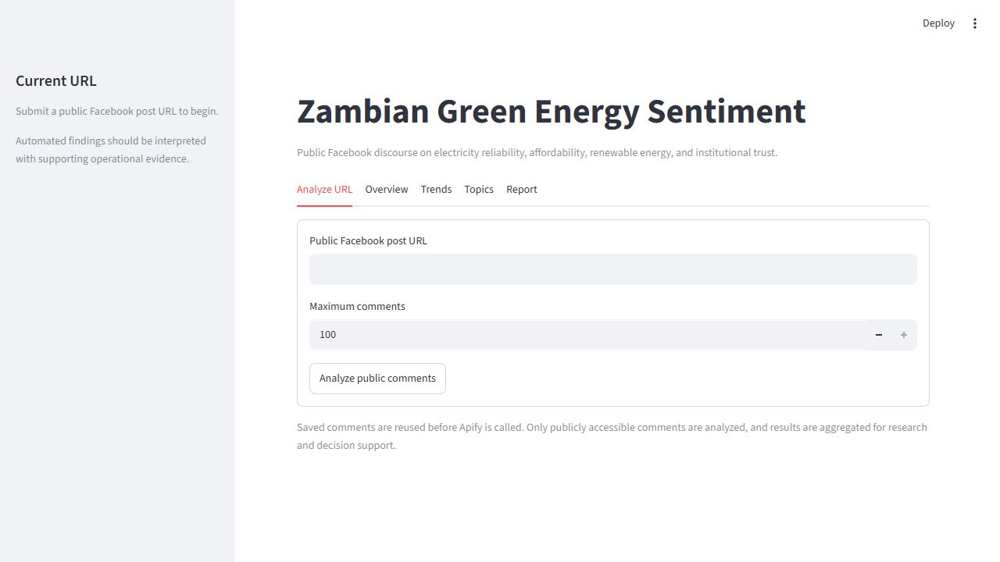 Deploy
Current URL
Submit a public Facebook post URL to begin.
Automated findings should be interpreted
with supporting operational evidence.
Zambian Green Energy Sentiment
Public Facebook discourse on electricity reliability, affordability, renewable energy, and institutional trust.
Analyze URL Overview Trends Topics Report
Public Facebook post URL
Maximum comments
100
Analyze public comments
Saved comments are reused before Apify is called. Only publicly accessible comments are analyzed, and results are aggregated for research
and decision support.